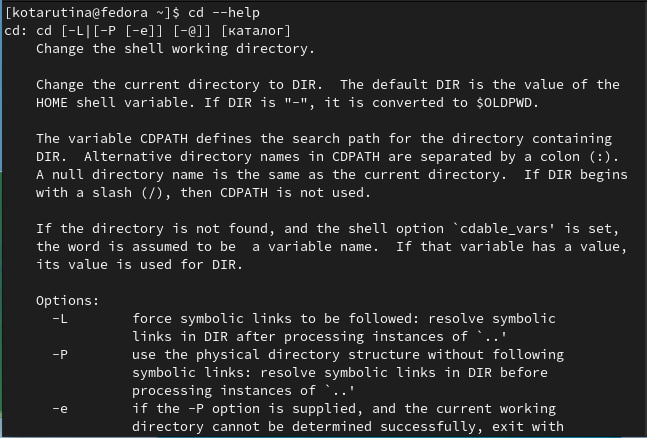 [kotarutina@fedora ~]$ cd --help
cd: cd [-L|[-P [-e]] [-@]] [каталог]
    Change the shell working directory.

    Change the current directory to DIR.  The default DIR is the value of the
    HOME shell variable. If DIR is "-", it is converted to $OLDPWD.

    The variable CDPATH defines the search path for the directory containing
    DIR.  Alternative directory names in CDPATH are separated by a colon (:).
    A null directory name is the same as the current directory.  If DIR begins
    with a slash (/), then CDPATH is not used.

    If the directory is not found, and the shell option `cdable_vars' is set,
    the word is assumed to be  a variable name.  If that variable has a value,
    its value is used for DIR.

    Options:
      -L        force symbolic links to be followed: resolve symbolic
                links in DIR after processing instances of `..'
      -P        use the physical directory structure without following
                symbolic links: resolve symbolic links in DIR before
                processing instances of `..'
      -e        if the -P option is supplied, and the current working
                directory cannot be determined successfully, exit with